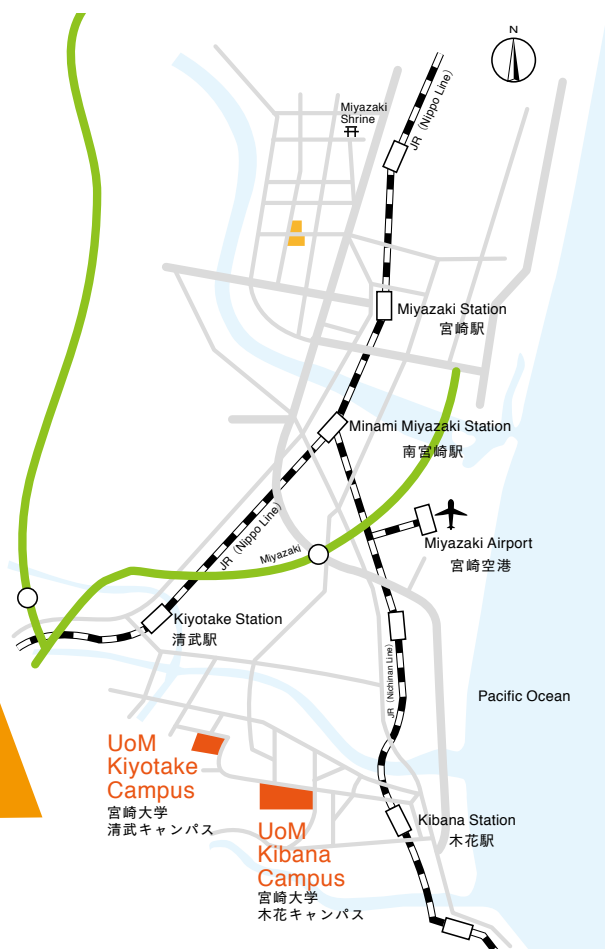 N
Miyazaki
Shrine
JR (Nippo Line)
Miyazaki Station
宮崎駅
Minami Miyazaki Station
南宮崎駅
JR (Nippo Line)
Miyazaki
Miyazaki Airport
宮崎空港
Kiyotake Station
清武駅
JR (Nichinan Line)
Pacific Ocean
UoM
Kiyotake
Campus
宮崎大学
清武キャンパス
Kibana Station
木花駅
UoM
Kibana
Campus
宮崎大学
木花キャンパス